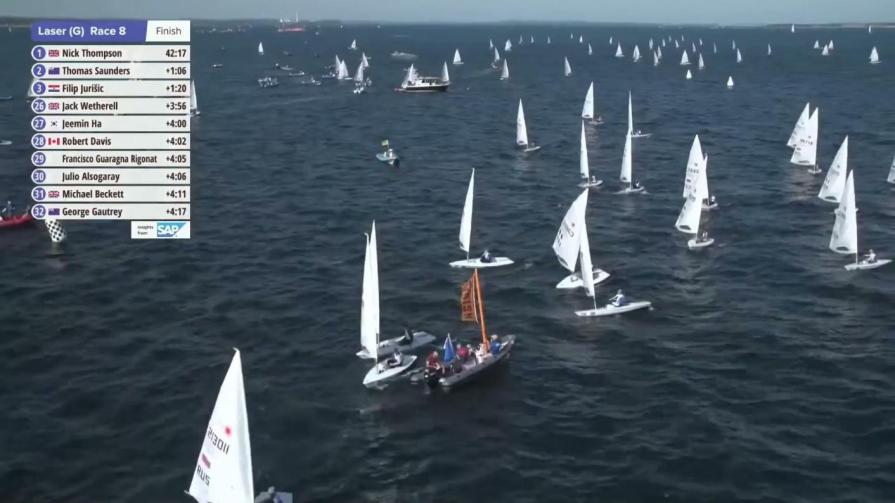 Laser (G) Race 8 Finish
1 Nick Thompson 42:17
2 Thomas Saunders +1:06
3 Filip Jurišic +1:20
26 Jack Wetherell +3:56
27 Jeemin Ha +4:00
28 Robert Davis +4:02
29 Francisco Guaragna Rigonat +4:05
30 Julio Alsogaray +4:06
31 Michael Beckett +4:11
32 George Gautrey +4:17
Insights from SAP
213011
RUS